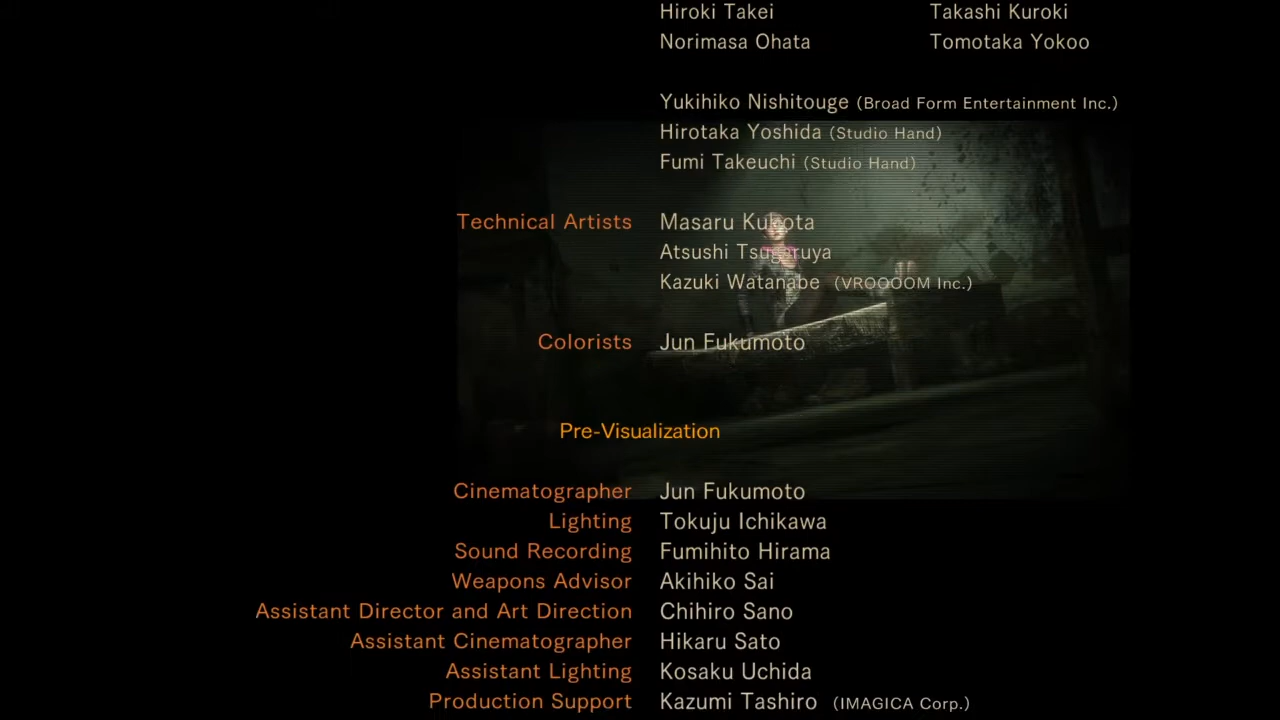 Hiroki Takei Takashi Kuroki
Norimasa Ohata Tomotaka Yokoo
Yukihiko Nishitouge (Broad Form Entertainment Inc.)
Hirotaka Yoshida (Studio Hand)
Fumi Takeuchi (Studio Hand)
Technical Artists Masaru Kubota
Atsushi Tsugaruya
Kazuki Watanabe (VROOOOM Inc.)
Colorists Jun Fukumoto
Pre-Visualization
Cinematographer Jun Fukumoto
Lighting Tokuju Ichikawa
Sound Recording Fumihito Hirama
Weapons Advisor Akihiko Sai
Assistant Director and Art Direction Chihiro Sano
Assistant Cinematographer Hikaru Sato
Assistant Lighting Kosaku Uchida
Production Support Kazumi Tashiro (IMAGICA Corp.)